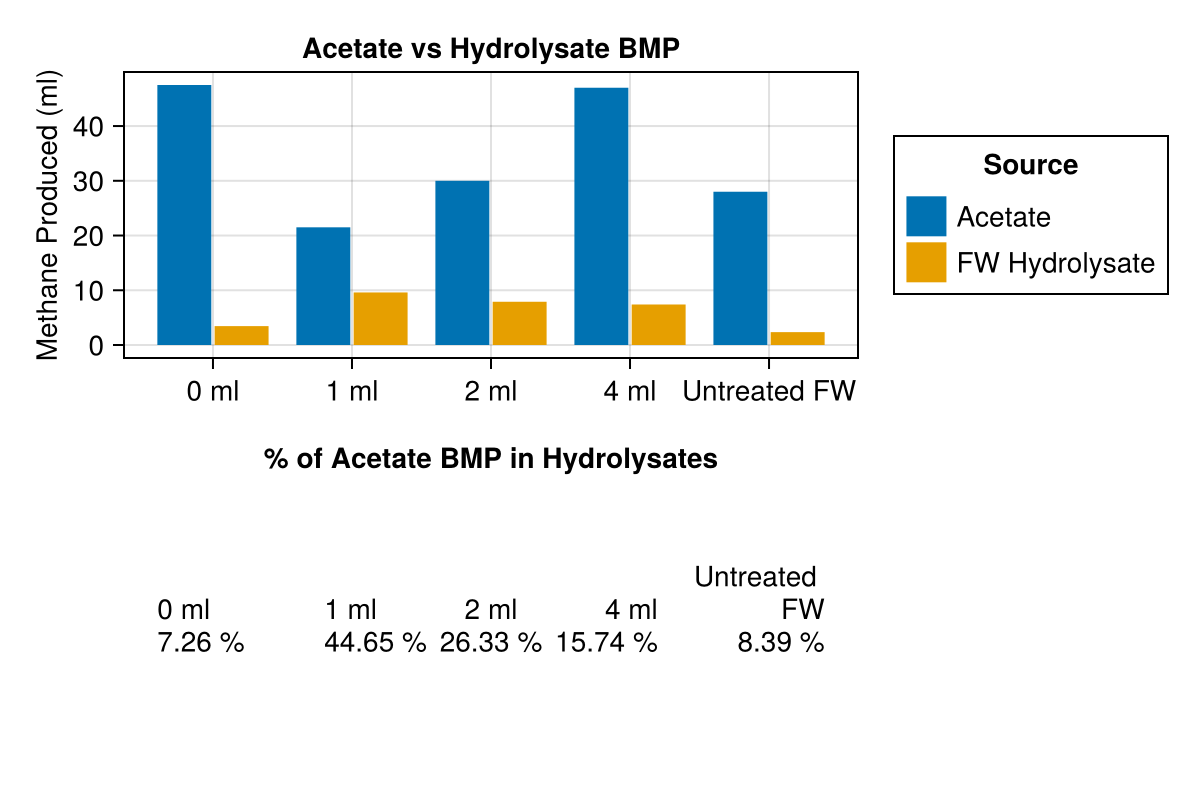 Acetate vs Hydrolysate BMP
Methane Produced (ml)
40
30
20
10
0
0 ml
1 ml
2 ml
4 ml
Untreated FW
Source
Acetate
FW Hydrolysate
% of Acetate BMP in Hydrolysates
Untreated
0 ml 1 ml 2 ml 4 ml FW
7.26 % 44.65 % 26.33 % 15.74 % 8.39 %